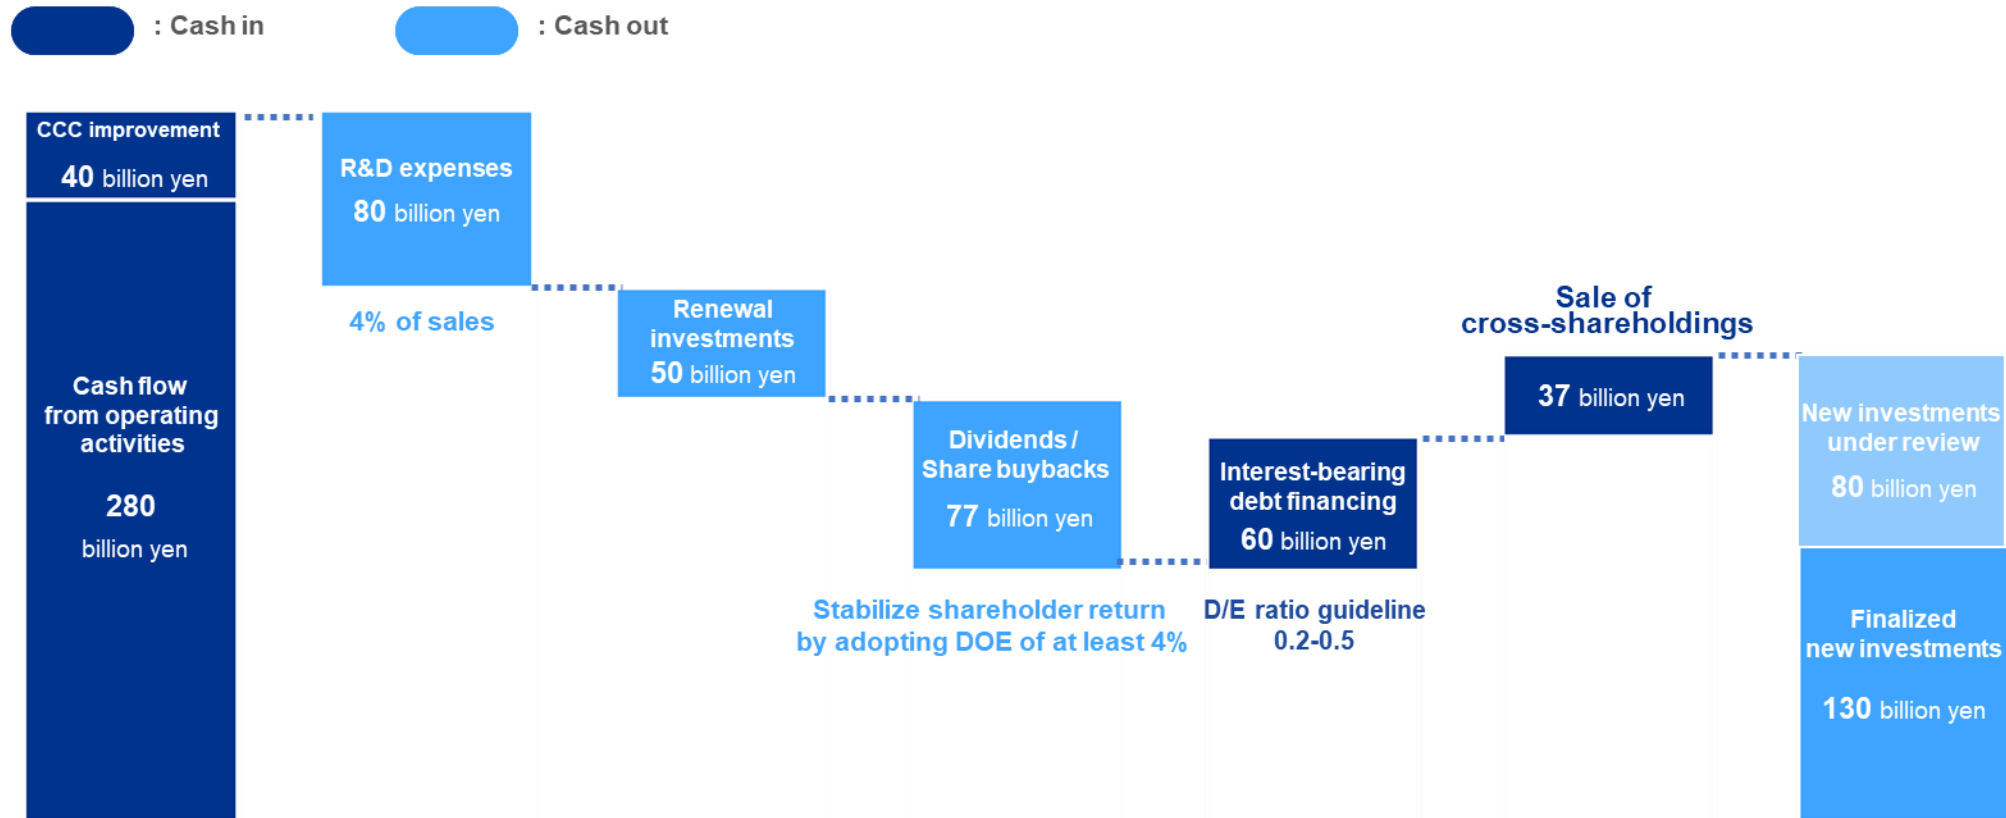 : Cash in
: Cash out
CCC improvement
40 billion yen
Cash flow
from operating
activities
280
billion yen
R&D expenses
80 billion yen
4% of sales
Renewal
investments
50 billion yen
Dividends /
Share buybacks
77 billion yen
Stabilize shareholder return
by adopting DOE of at least 4%
Interest-bearing
debt financing
60 billion yen
D/E ratio guideline
0.2-0.5
Sale of
cross-shareholdings
37 billion yen
New investments
under review
80 billion yen
Finalized
new investments
130 billion yen